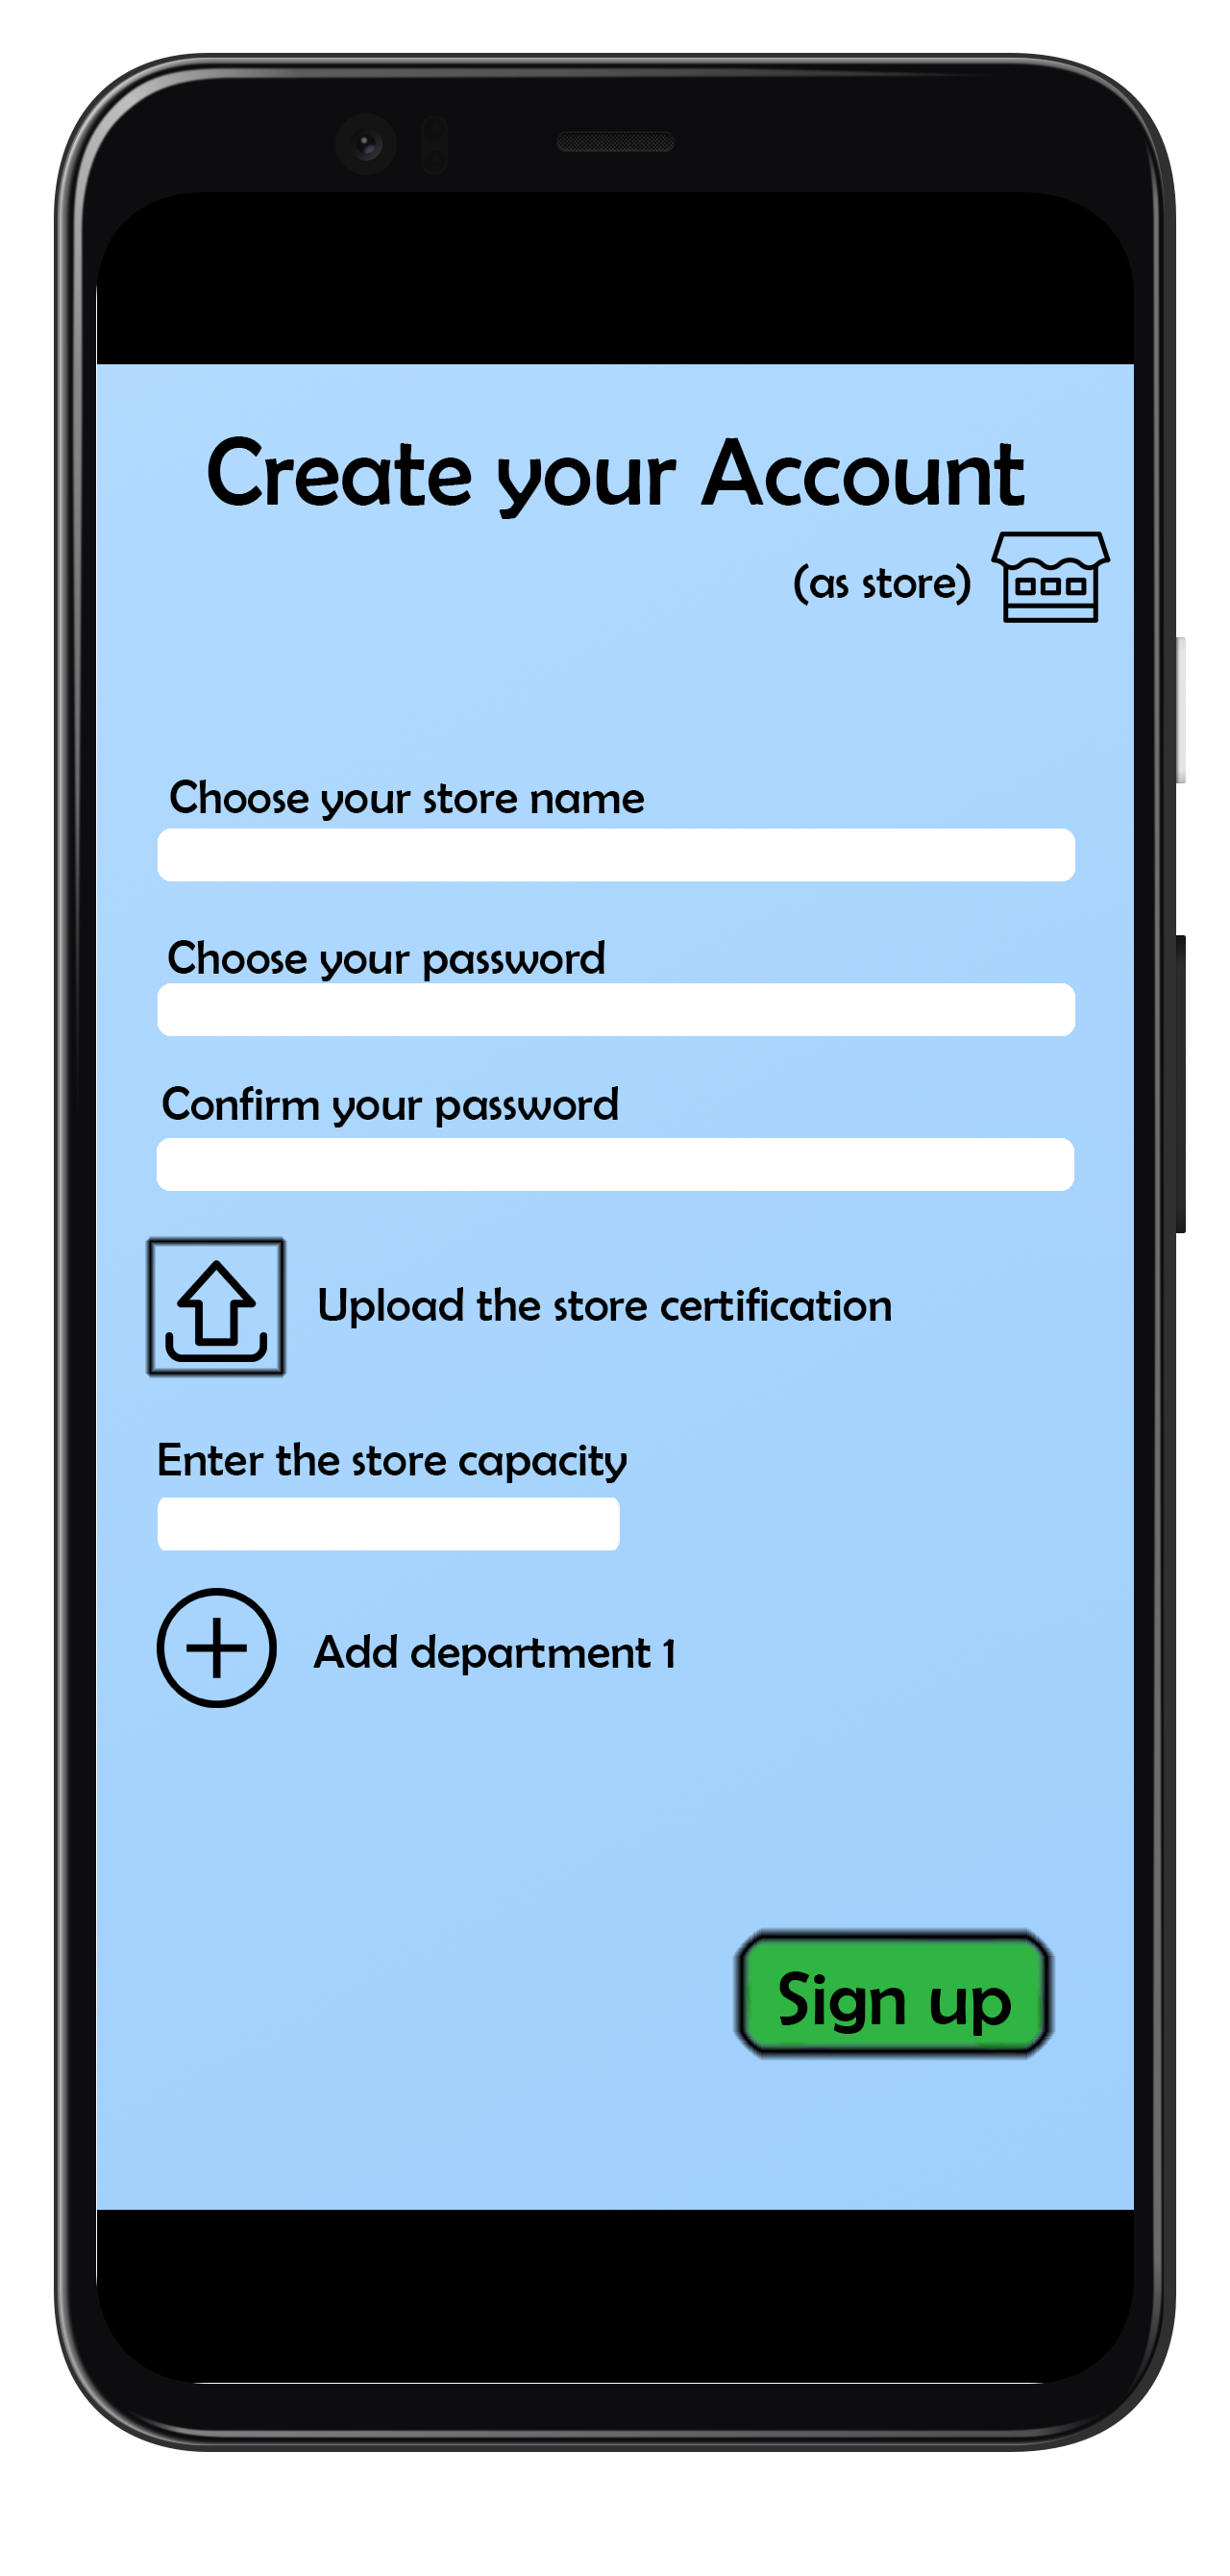 Create your Account
(as store)
Choose your store name
Choose your password
Confirm your password
Upload the store certification
Enter the store capacity
Add department 1
Sign up